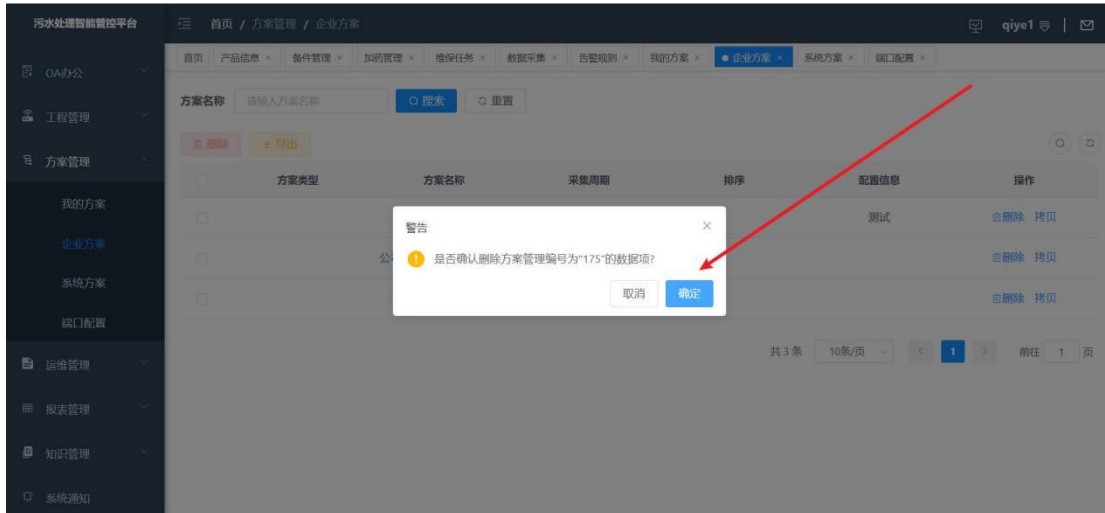 污水处理智能管控平台
首页 / 方案管理 / 企业方案
qiye1
首页 产品信息 × 备件管理 × 加药管理 × 维保任务 × 数据采集 × 告警规则 × 我的方案 × 企业方案 × 系统方案 × 端口配置 ×
OA办公
工程管理
方案管理
我的方案
企业方案
系统方案
端口配置
运维管理
报表管理
知识管理
系统通知
方案名称 请输入方案名称 搜索 重置
删除 导出
方案类型 方案名称 采集周期 排序 配置信息 操作
测试 删除 拷贝
公 删除 拷贝
删除 拷贝
警告 ×
是否确认删除方案管理编号为"175"的数据项?
取消 确定
共 3 条 10条/页 < 1 > 前往 1 页